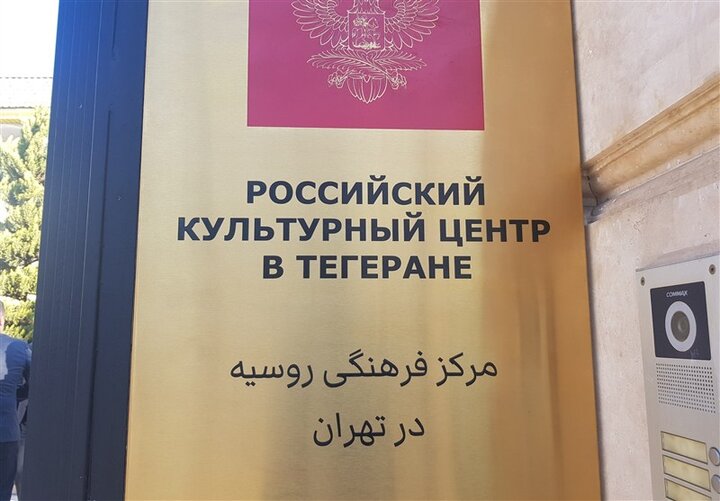 РОССИЙСКИЙ
КУЛЬТУРНЫЙ ЦЕНТР
В ТЕГЕРАНЕ
مرکز فرهنگی روسیه
در تهران
COMMAX